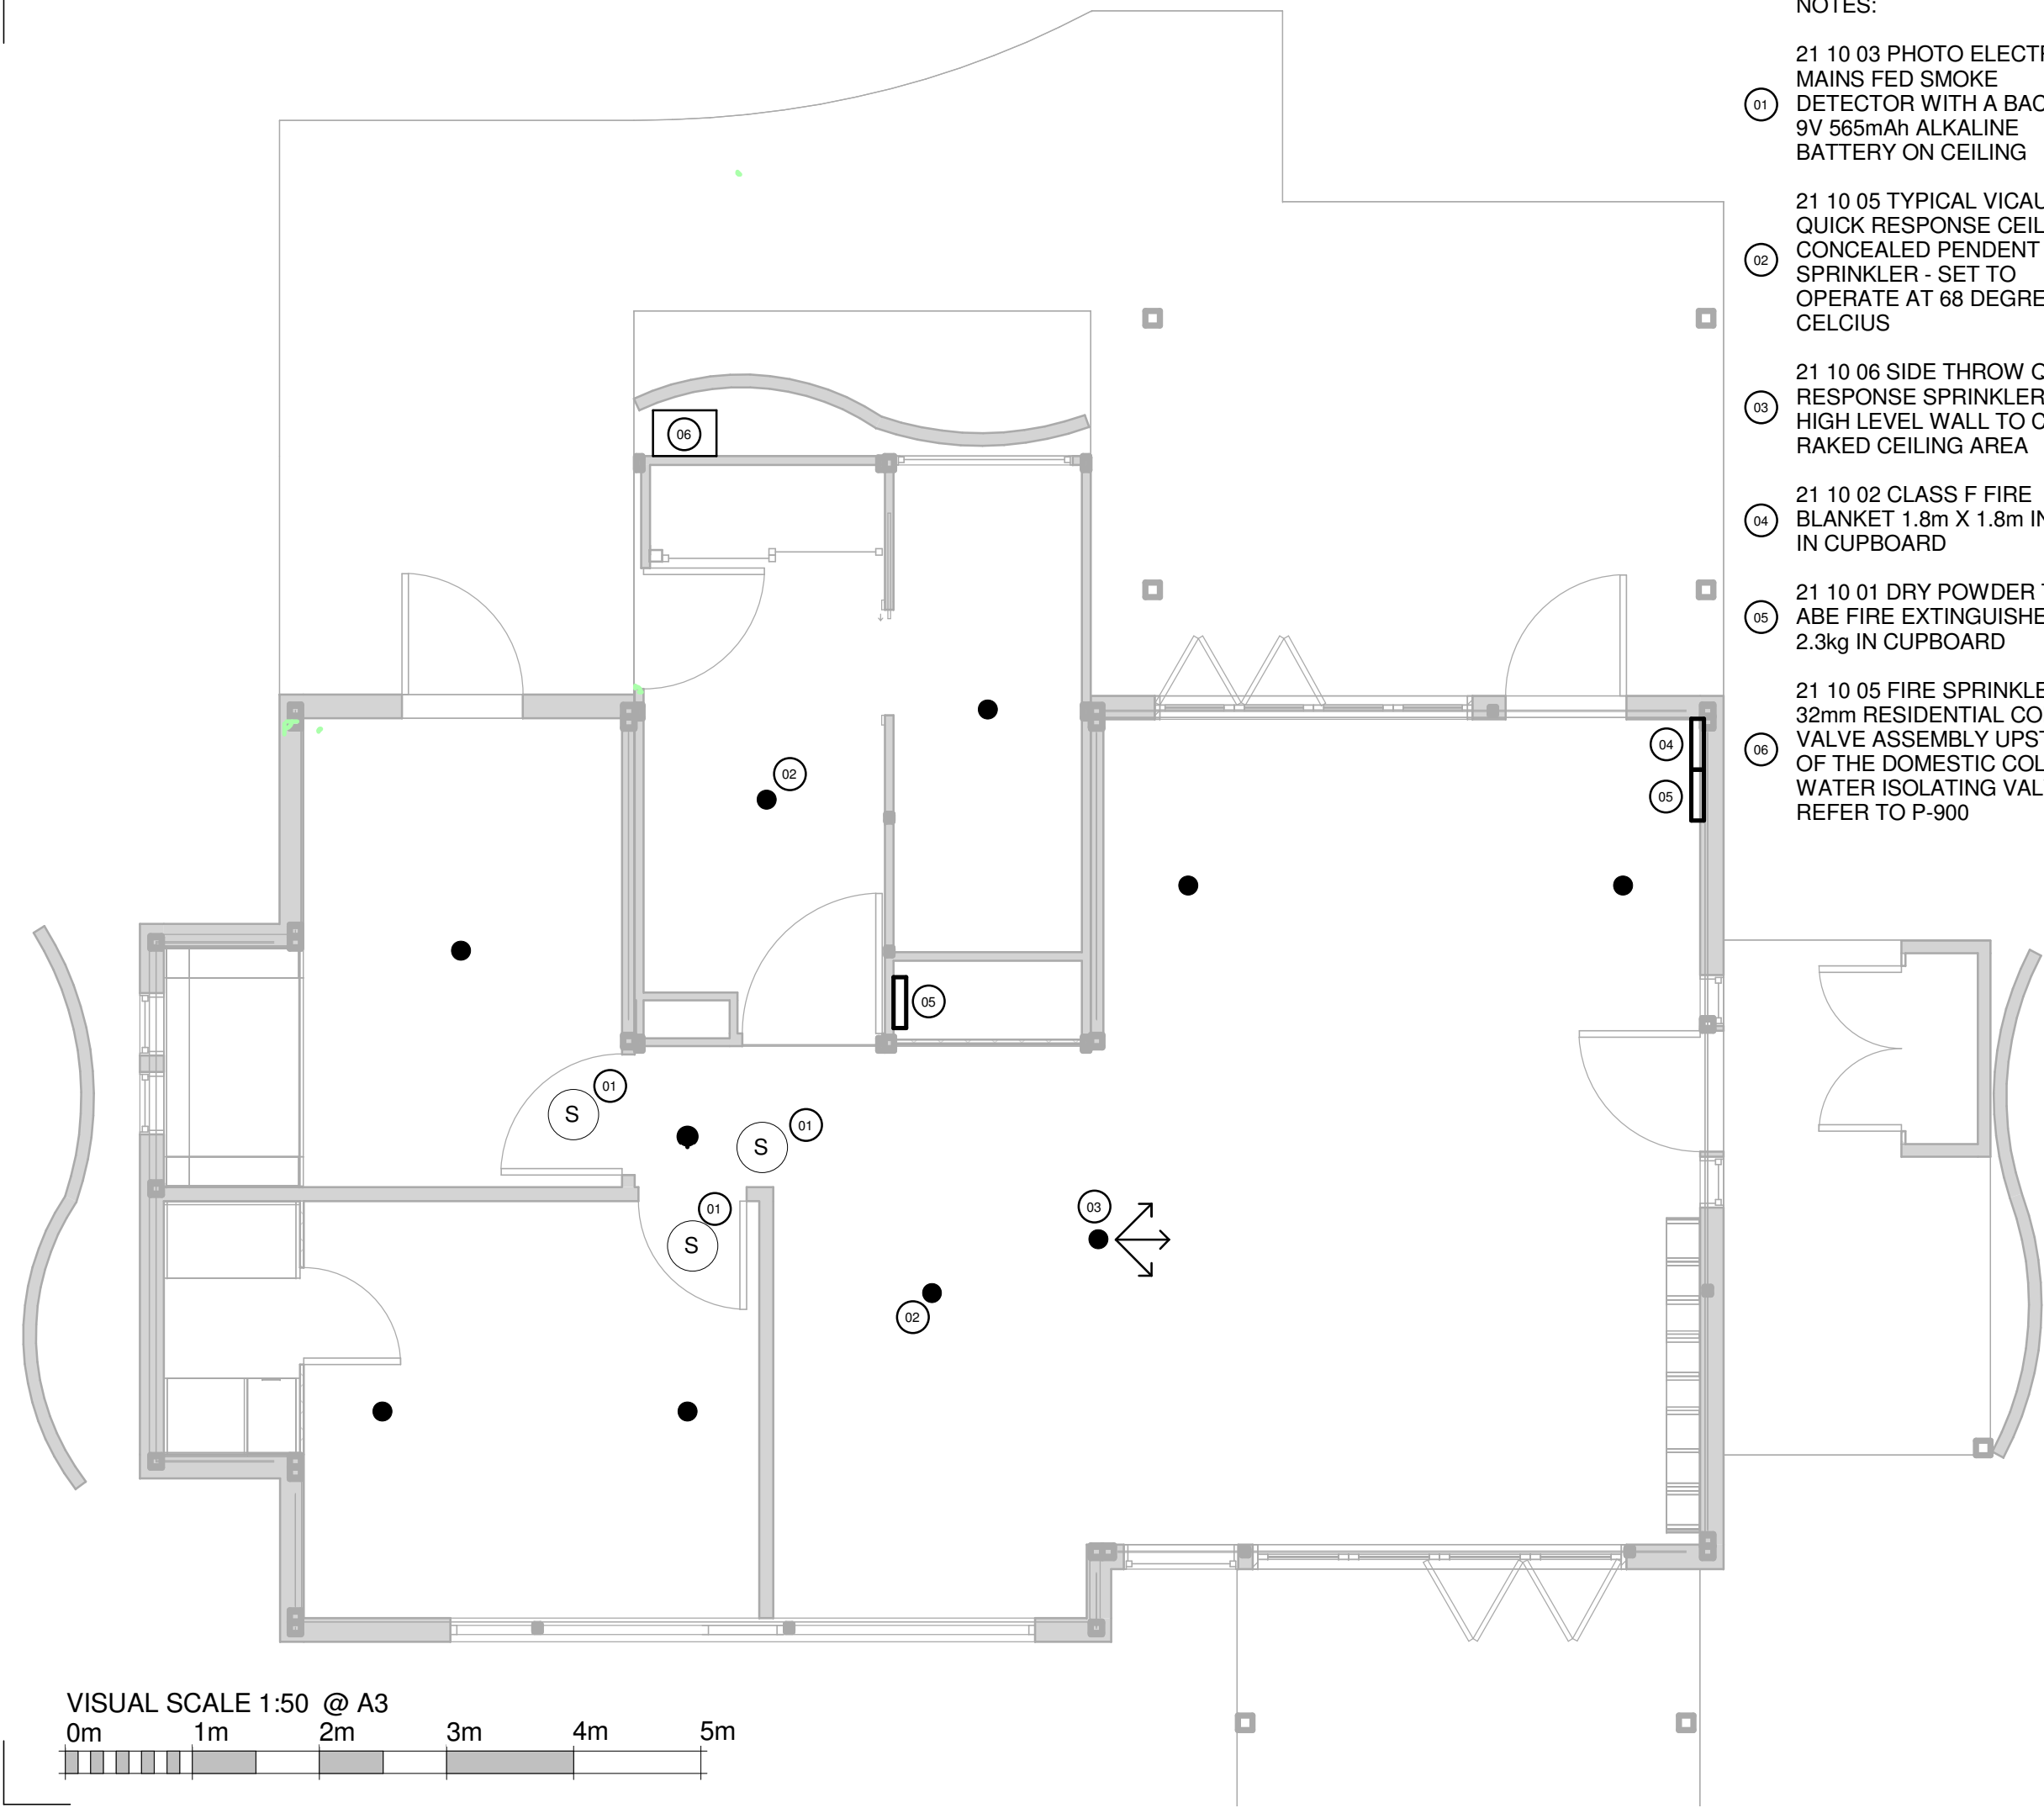 NOTES:
01
21 10 03 PHOTO ELECT
MAINS FED SMOKE
DETECTOR WITH A BAC
9V 565mAh ALKALINE
BATTERY ON CEILING
02
21 10 05 TYPICAL VICAU
QUICK RESPONSE CEIL
CONCEALED PENDENT
SPRINKLER - SET TO
OPERATE AT 68 DEGRE
CELCIUS
03
21 10 06 SIDE THROW Q
RESPONSE SPRINKLER
HIGH LEVEL WALL TO C
RAKED CEILING AREA
04
21 10 02 CLASS F FIRE
BLANKET 1.8m X 1.8m IN
IN CUPBOARD
05
21 10 01 DRY POWDER T
ABE FIRE EXTINGUISHE
2.3kg IN CUPBOARD
06
21 10 05 FIRE SPRINKLE
32mm RESIDENTIAL CO
VALVE ASSEMBLY UPST
OF THE DOMESTIC COL
WATER ISOLATING VAL
REFER TO P-900
06
04
02
05
05
01
S
01
S
01
S
03
02
VISUAL SCALE 1:50 @ A3
0m 1m 2m 3m 4m 5m